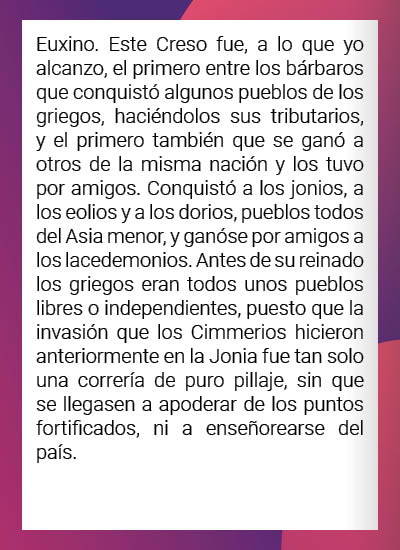 Euxino. Este Creso fue, a lo que yo
alcanzo, el primero entre los bárbaros
que conquistó algunos pueblos de los
griegos, haciéndolos sus tributarios,
y el primero también que se ganó a
otros de la misma nación y los tuvo
por amigos. Conquistó a los jonios, a
los eolios y a los dorios, pueblos todos
del Asia menor, y ganóse por amigos a
los lacedemonios. Antes de su reinado
los griegos eran todos unos pueblos
libres o independientes, puesto que la
invasión que los Cimmerios hicieron
anteriormente en la Jonia fue tan solo
una correría de puro pillaje, sin que
se llegasen a apoderar de los puntos
fortificados, ni a enseñorearse del
país.